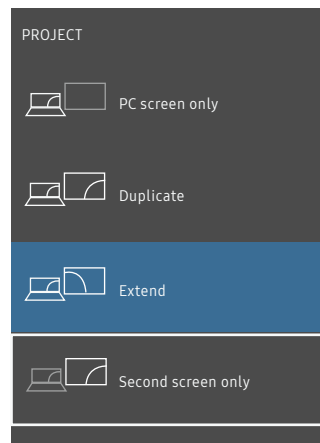 PROJECT
PC screen only
Duplicate
Extend
Second screen only